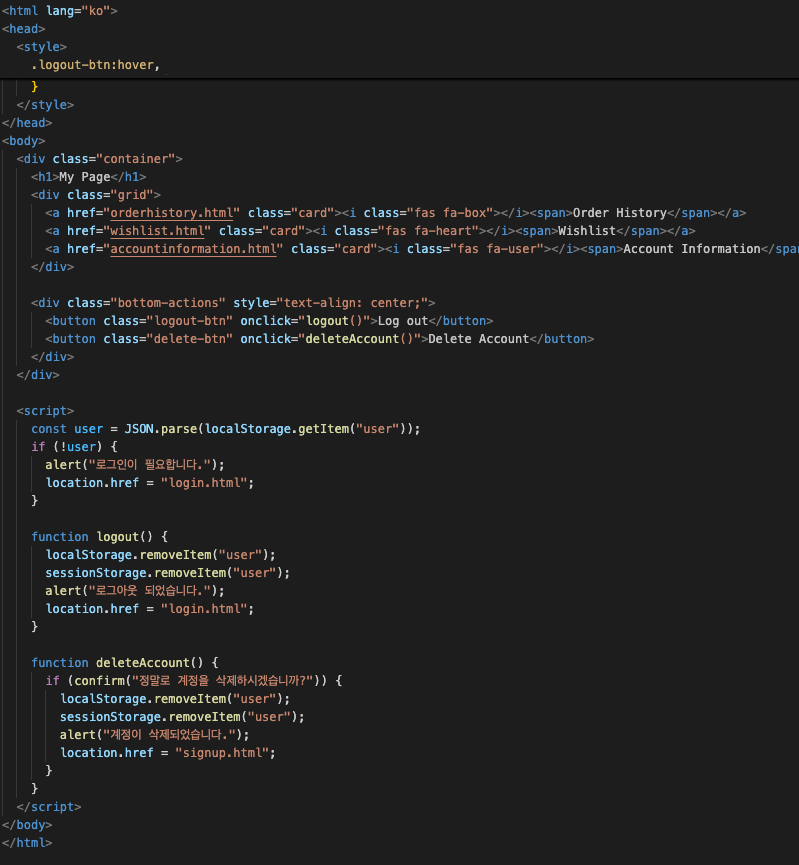 <html lang="ko">
<head>
<style>
.logout-btn:hover,
}
</style>
</head>
<body>
<div class="container">
<h1>My Page</h1>
<div class="grid">
<a href="orderhistory.html" class="card"><i class="fas fa-box"></i><span>Order History</span></a>
<a href="wishlist.html" class="card"><i class="fas fa-heart"></i><span>Wishlist</span></a>
<a href="accountinformation.html" class="card"><i class="fas fa-user"></i><span>Account Information</span
</div>
<div class="bottom-actions" style="text-align: center;">
<button class="logout-btn" onclick="logout()">Log out</button>
<button class="delete-btn" onclick="deleteAccount()">Delete Account</button>
</div>
</div>
<script>
const user = JSON.parse(localStorage.getItem("user"));
if (!user) {
alert("로그인이 필요합니다.");
location.href = "login.html";
}
function logout() {
localStorage.removeItem("user");
sessionStorage.removeItem("user");
alert("로그아웃 되었습니다.");
location.href = "login.html";
}
function deleteAccount() {
if (confirm("정말로 계정을 삭제하시겠습니까?")) {
localStorage.removeItem("user");
sessionStorage.removeItem("user");
alert("계정이 삭제되었습니다.");
location.href = "signup.html";
}
}
</script>
</body>
</html>